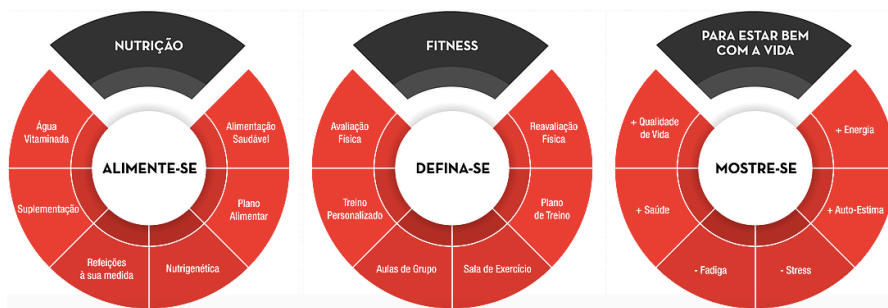 NUTRIÇÃO
Água
Vitaminada
Alimentação
Saudável
ALIMENTE-SE
Suplementação
Plano
Alimentar
Refeições
à sua medida
Nutrigenética
FITNESS
Avaliação
Física
Reavaliação
Física
DEFINA-SE
Treino
Personalizado
Plano
de Treino
Aulas de Grupo
Sala de Exercício
PARA ESTAR BEM
COM A VIDA
+ Qualidade
de Vida
+ Energia
MOSTRE-SE
+ Saúde
+ Auto-Estima
- Fadiga
- Stress